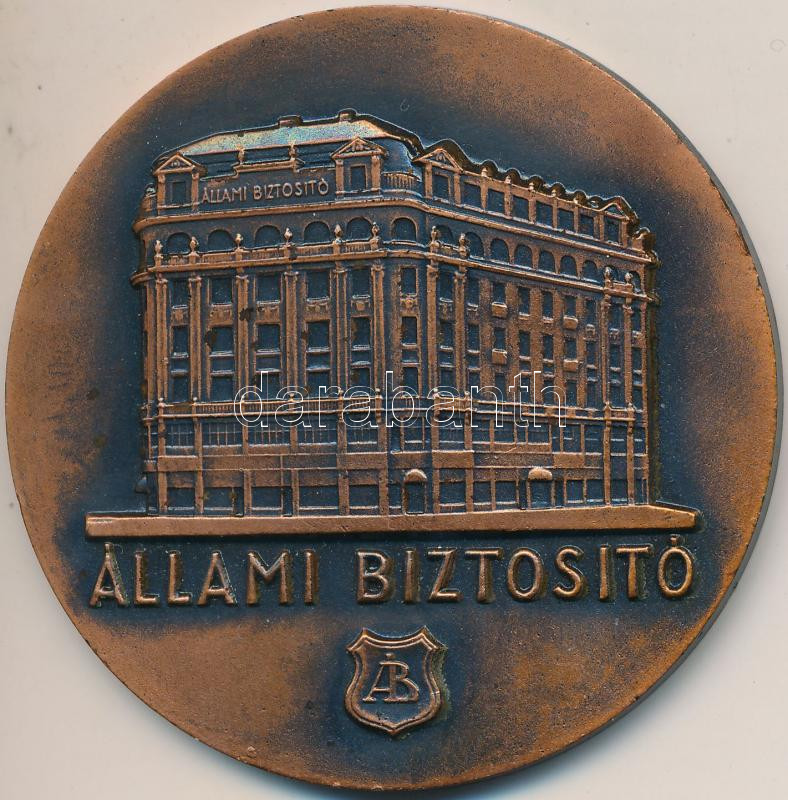 ÁLLAMI BIZTOSITÓ
darabanth
ÁLLAMI BIZTOSITÓ
ÁB